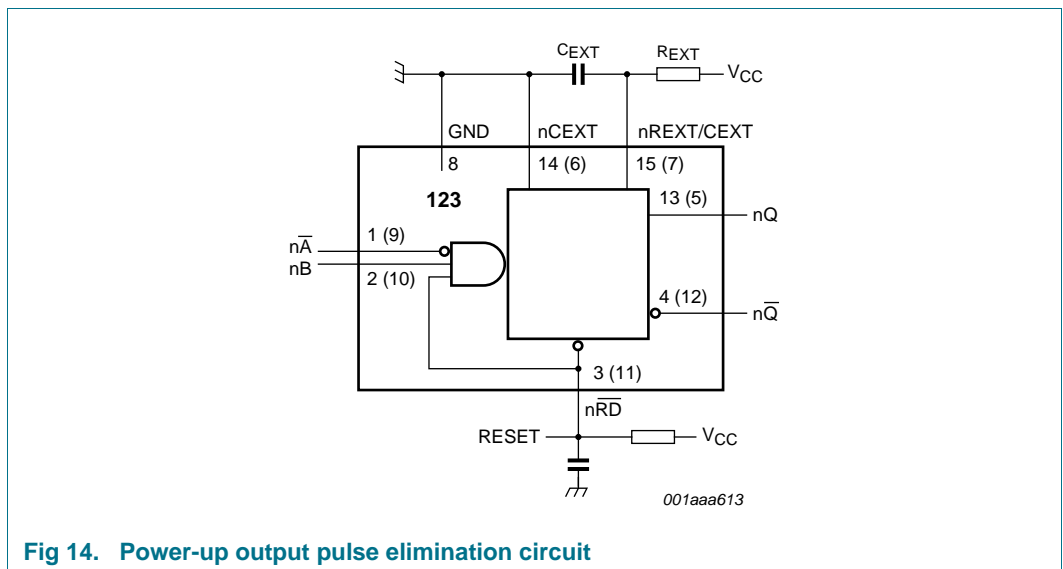 CEXT REXT
VCC
GND nCEXT nREXT/CEXT
8 14 (6) 15 (7)
123 13 (5)
nQ
nA̅ 1 (9)
nB
2 (10)
4 (12)
nQ̅
3 (11)
nR̅D̅
RESET VCC
001aaa613
Fig 14. Power-up output pulse elimination circuit